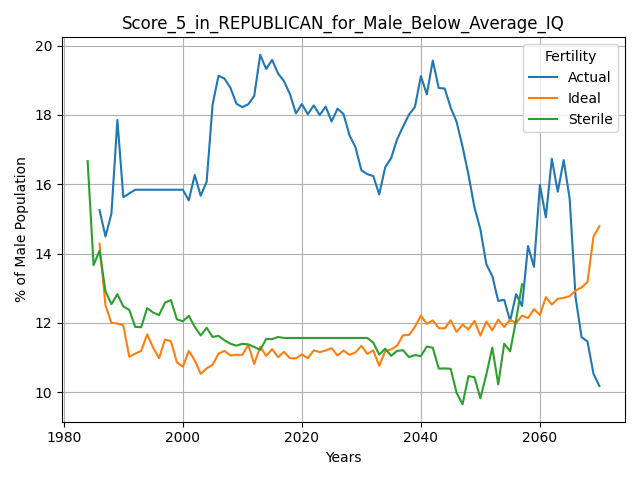 Score_5_in_REPUBLICAN_for_Male_Below_Average_IQ
Fertility
Actual
Ideal
Sterile
% of Male Population
20
18
16
14
12
10
1980
2000
2020
2040
2060
Years